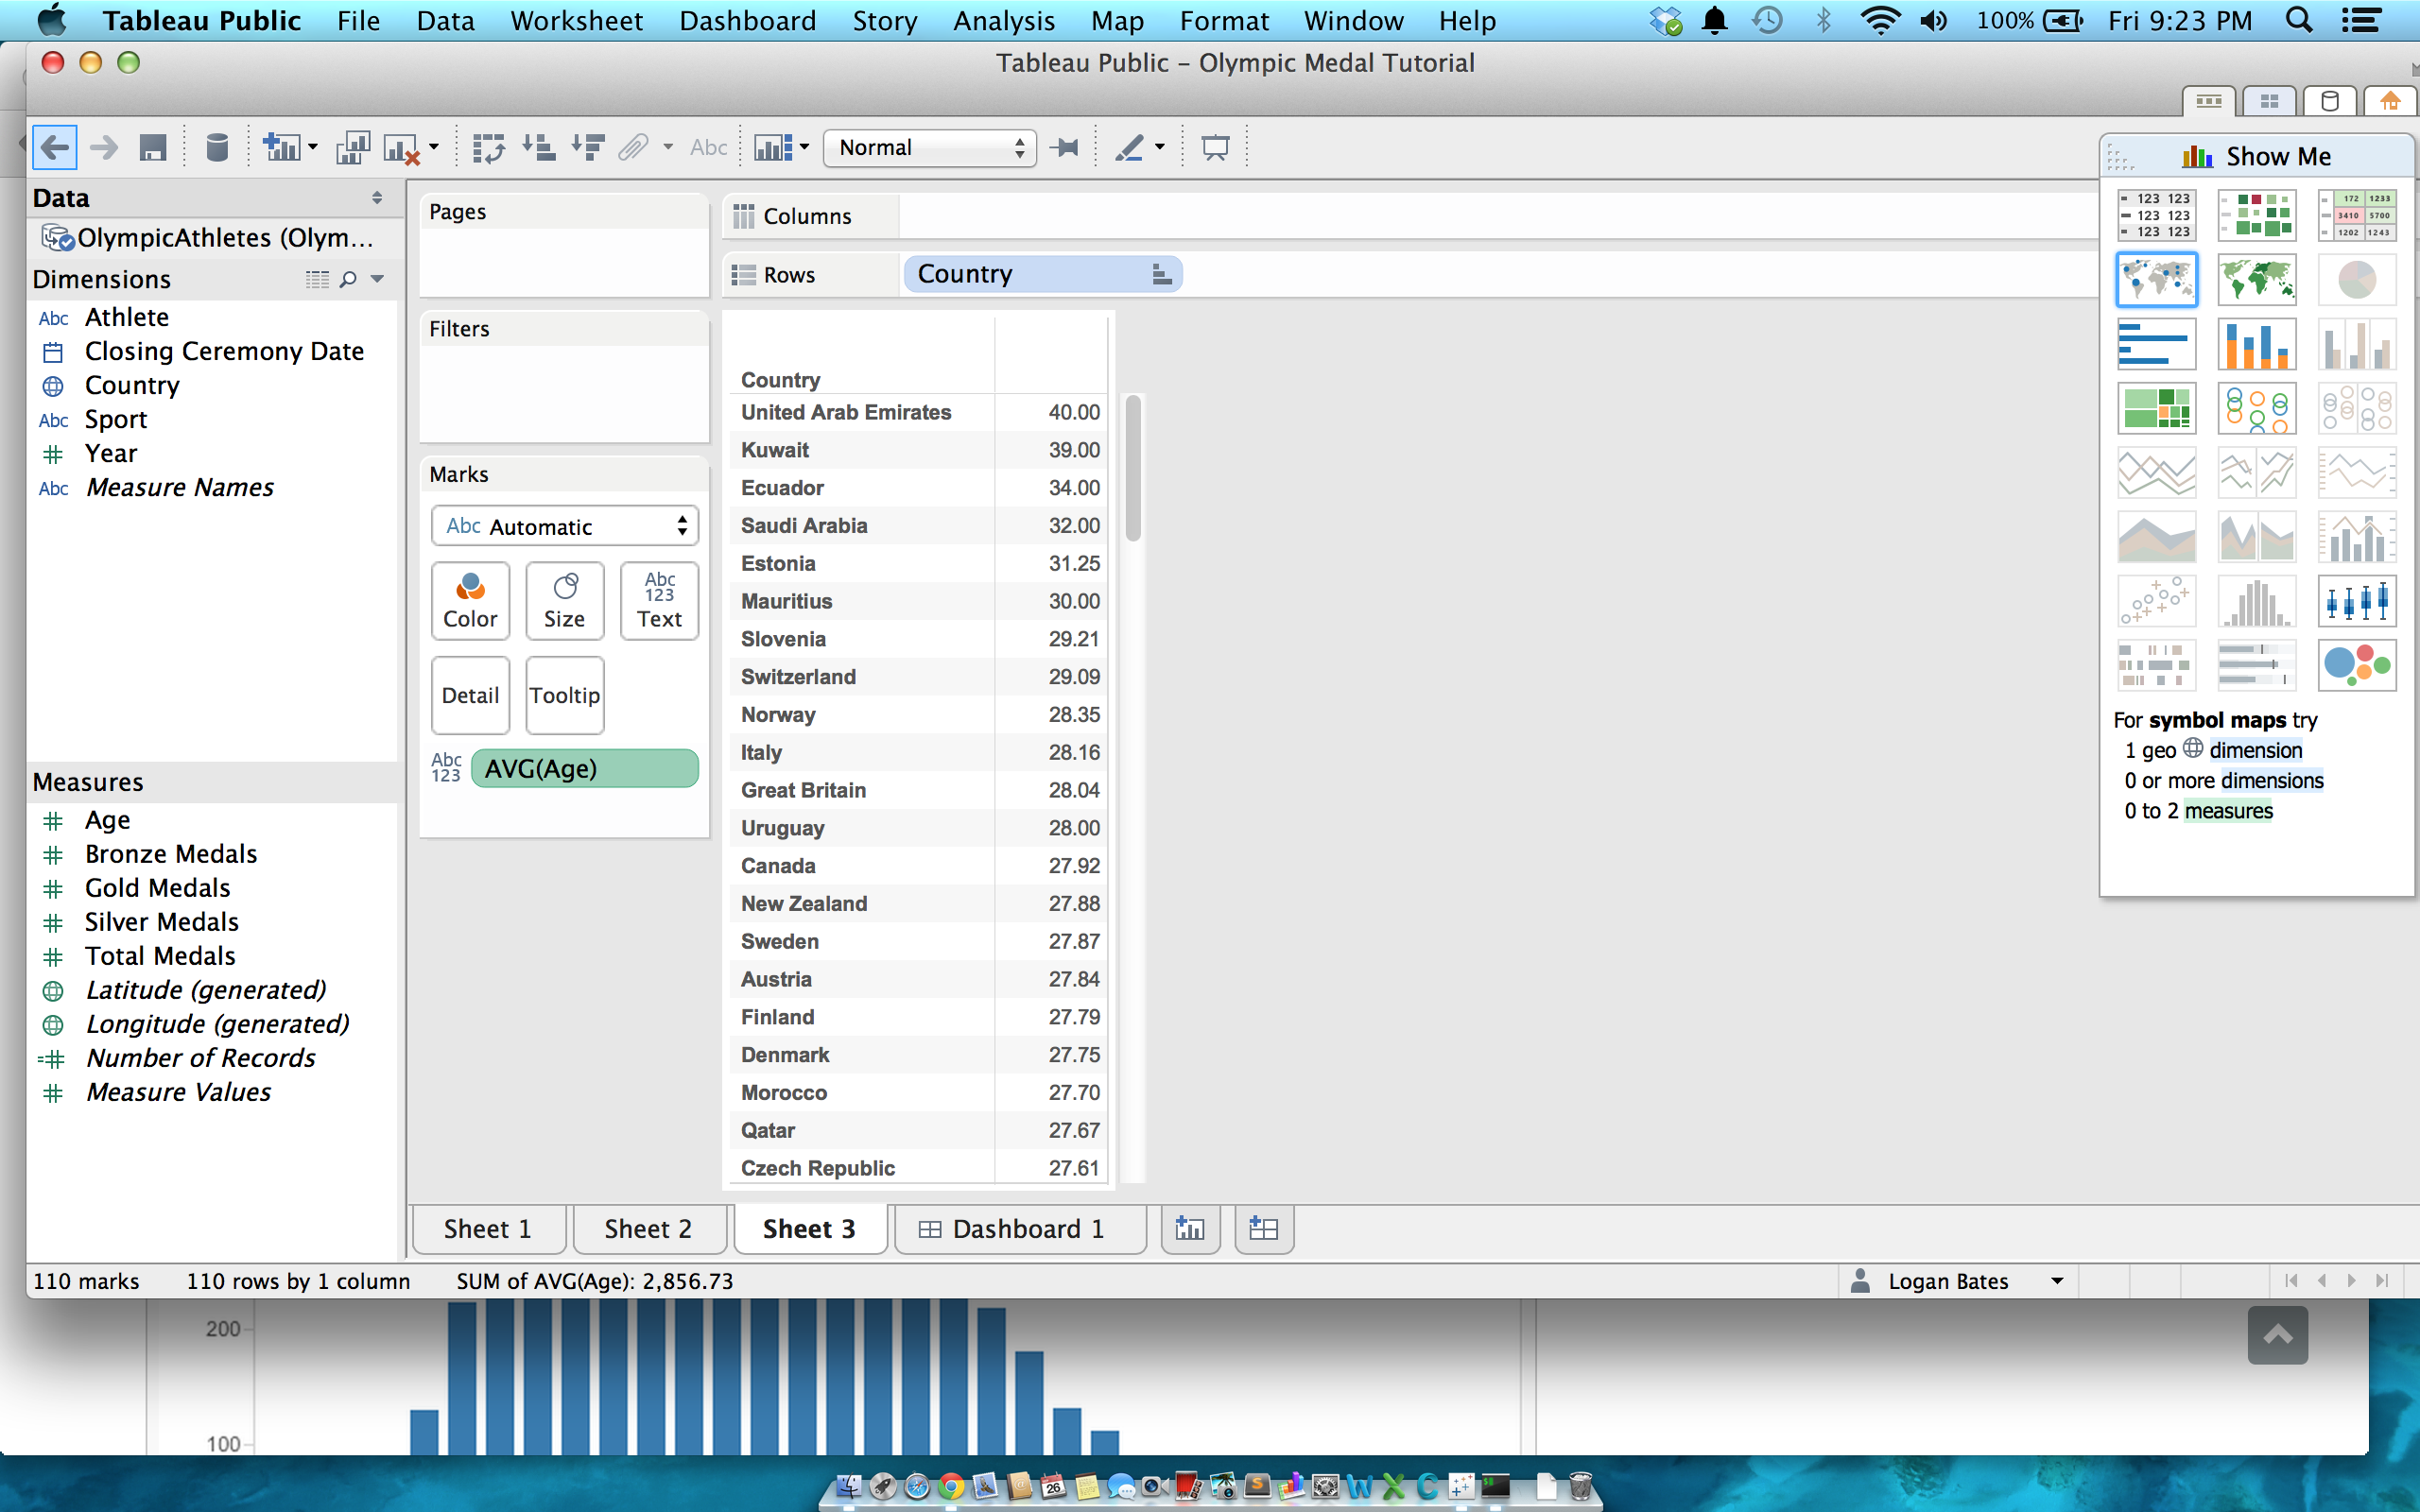 Tableau Public File Data Worksheet Dashboard Story Analysis Map Format Window Help 100% Fri 9:23 PM
Tableau Public – Olympic Medal Tutorial
Abc Normal
Show Me
Data
OlympicAthletes (Olym...
Dimensions
Abc Athlete
Closing Ceremony Date
Country
Abc Sport
Year
Abc Measure Names
Measures
Age
Bronze Medals
Gold Medals
Silver Medals
Total Medals
Latitude (generated)
Longitude (generated)
Number of Records
Measure Values
Pages
Filters
Marks
Abc Automatic
Color
Size
Abc
123
Text
Detail
Tooltip
Abc
123
AVG(Age)
Columns
Rows
Country
Country
United Arab Emirates 40.00
Kuwait 39.00
Ecuador 34.00
Saudi Arabia 32.00
Estonia 31.25
Mauritius 30.00
Slovenia 29.21
Switzerland 29.09
Norway 28.35
Italy 28.16
Great Britain 28.04
Uruguay 28.00
Canada 27.92
New Zealand 27.88
Sweden 27.87
Austria 27.84
Finland 27.79
Denmark 27.75
Morocco 27.70
Qatar 27.67
Czech Republic 27.61
123 123
123 123
123 123
172 1233
3410 5700
1202 1243
For symbol maps try
1 geo dimension
0 or more dimensions
0 to 2 measures
Sheet 1 Sheet 2 Sheet 3 Dashboard 1
110 marks 110 rows by 1 column SUM of AVG(Age): 2,856.73 Logan Bates
200
100
26